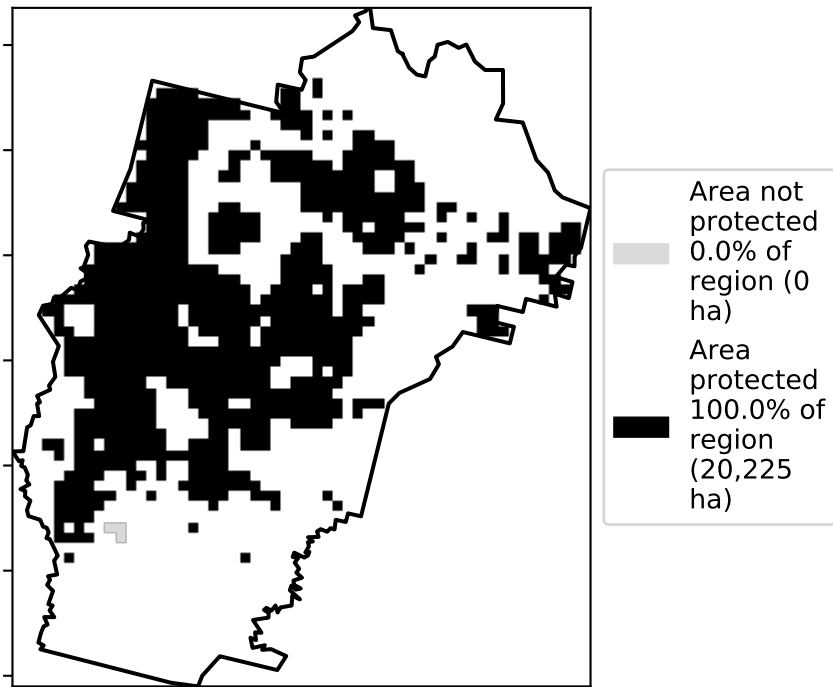 Area not
protected
0.0% of
region (0
ha)
Area
protected
100.0% of
region
(20,225
ha)